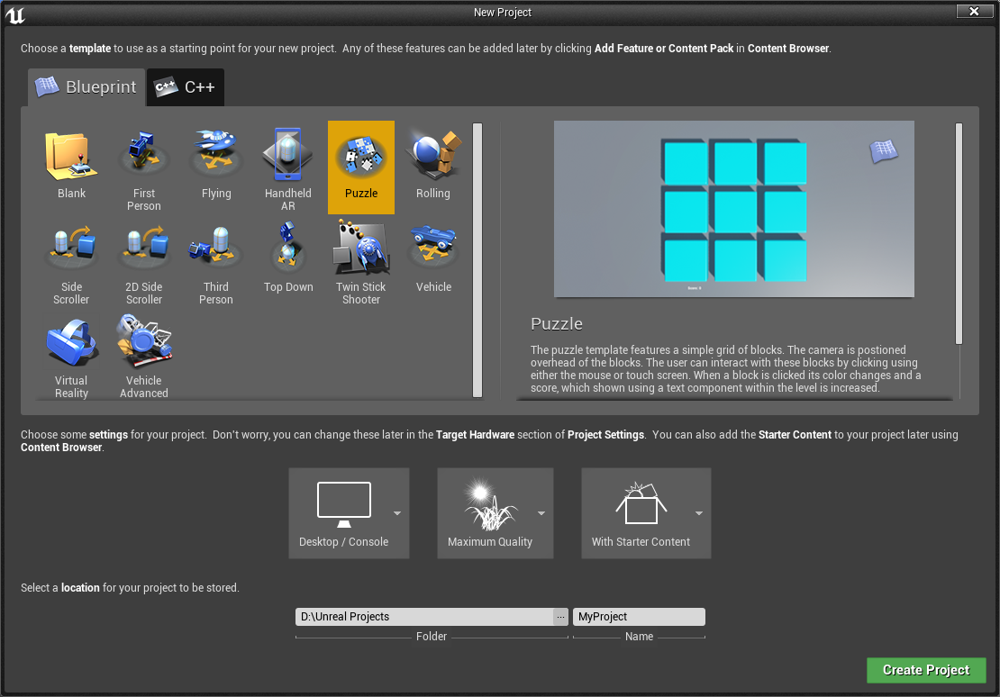 New Project
Choose a template to use as a starting point for your new project.  Any of these features can be added later by clicking Add Feature or Content Pack in Content Browser.
Blueprint
C++
C++
Blank
First
Person
Flying
Handheld
AR
Puzzle
Rolling
Side
Scroller
2D Side
Scroller
Third
Person
Top Down
Twin Stick
Shooter
Vehicle
Virtual
Reality
Vehicle
Advanced
Puzzle
The puzzle template features a simple grid of blocks. The camera is postioned
overhead of the blocks. The user can interact with these blocks by clicking using
either the mouse or touch screen. When a block is clicked its color changes and a
score, which shown using a text component within the level is increased.
Choose some settings for your project.  Don't worry, you can change these later in the Target Hardware section of Project Settings.  You can also add the Starter Content to your project later using
Content Browser.
Desktop / Console
Maximum Quality
With Starter Content
Select a location for your project to be stored.
D:\Unreal Projects
...
MyProject
Folder
Name
Create Project